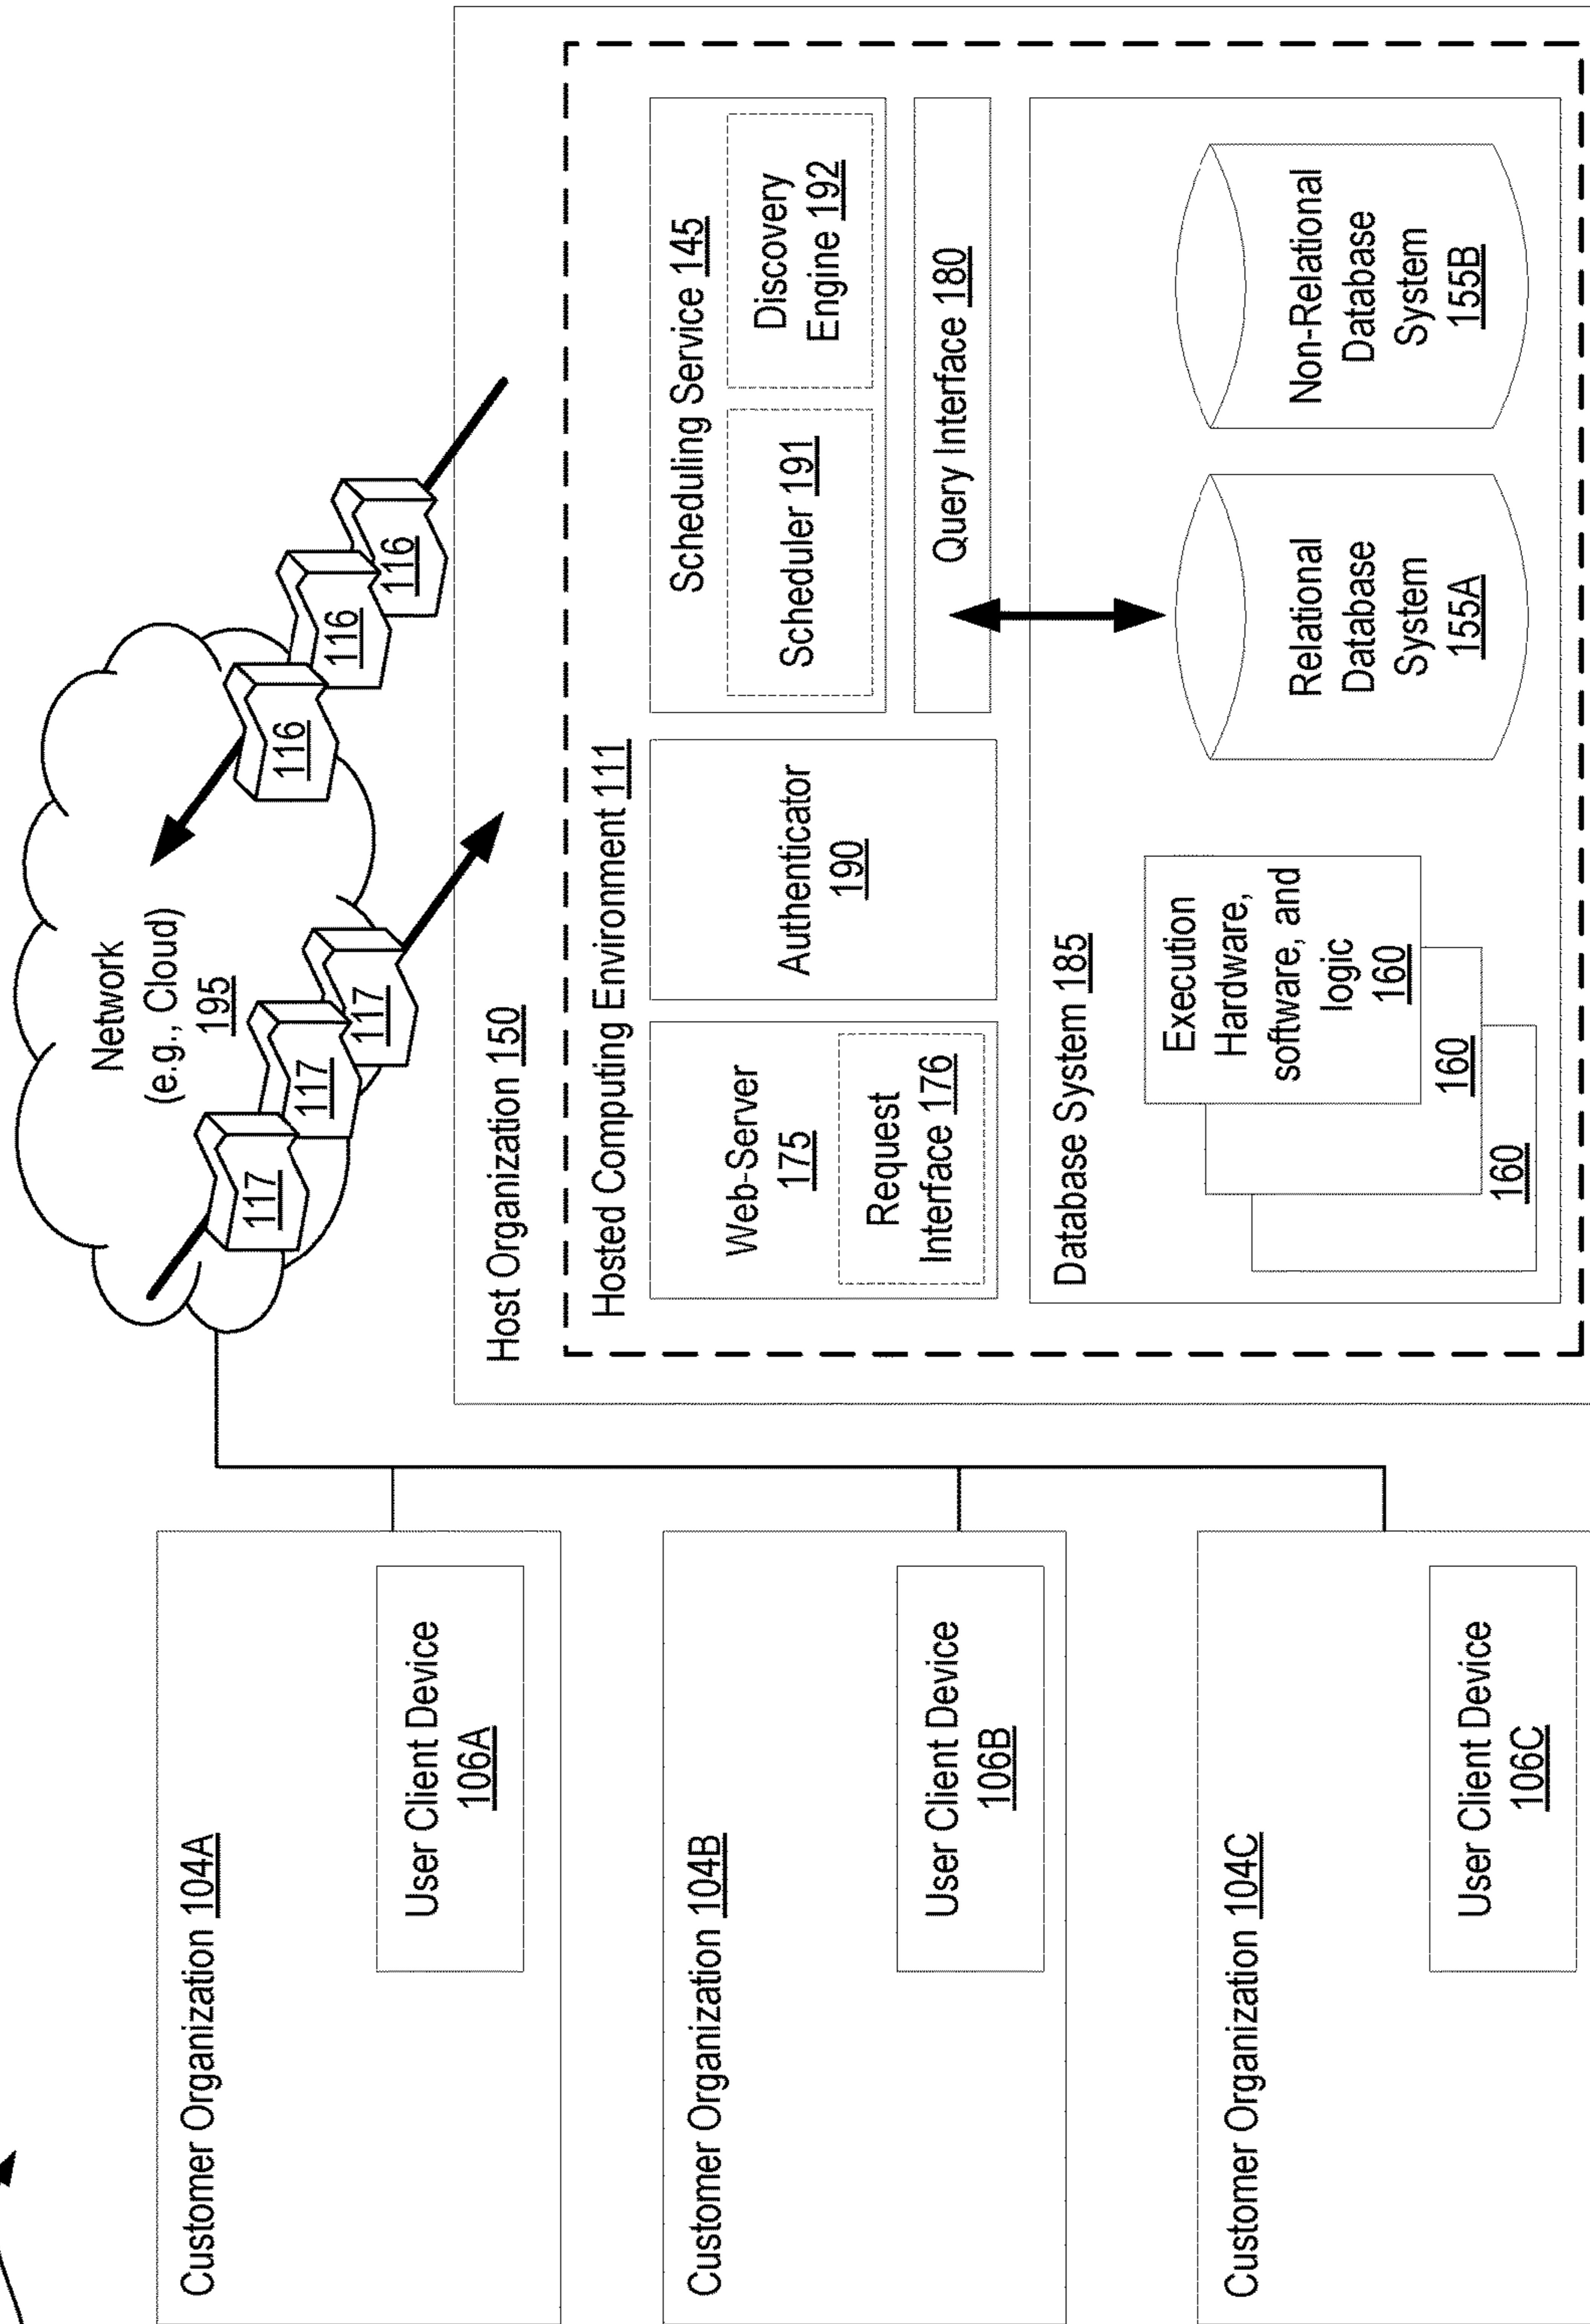 Customer Organization 104A
User Client Device
106A
Customer Organization 104B
User Client Device
106B
Customer Organization 104C
User Client Device
106C
Network
(e.g., Cloud)
195
117
117
117
116
116
116
Host Organization 150
Hosted Computing Environment 111
Web-Server
175
Request
Interface 176
Authenticator
190
Scheduling Service 145
Scheduler 191
Discovery
Engine 192
Query Interface 180
Database System 185
Execution
Hardware,
software, and
logic
160
160
160
Relational
Database
System
155A
Non-Relational
Database
System
155B